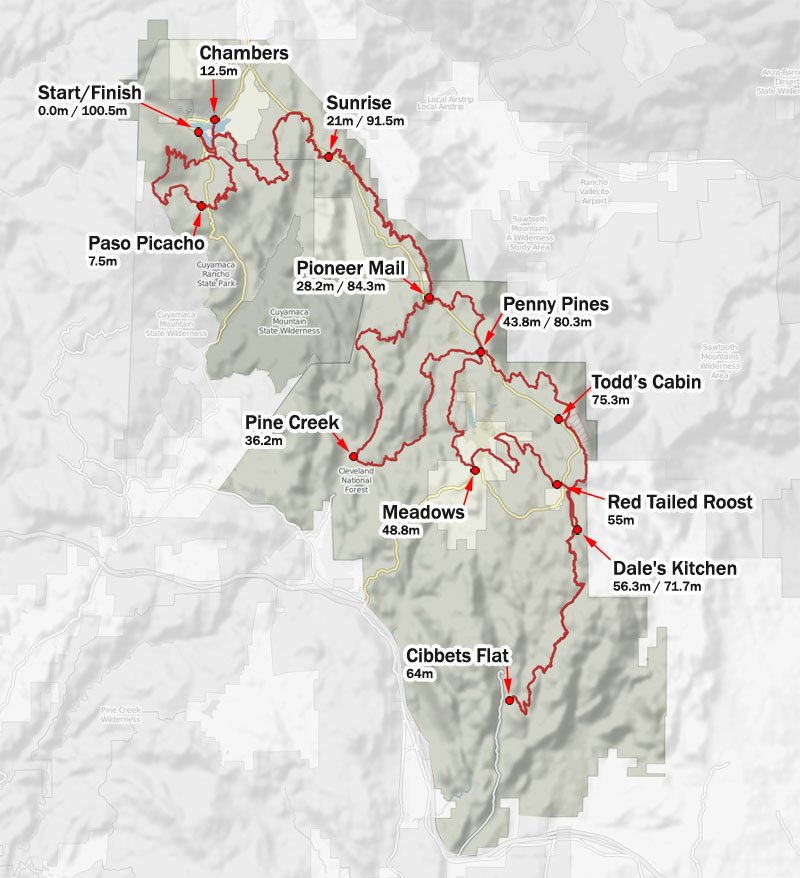 Chambers
12.5m
Start/Finish
0.0m / 100.5m
Sunrise
21m / 91.5m
Local Airstrip
Local Airstrip
Anza-Borre
Desert
State Wilder
Rancho
Vallecito
Airport
Sawtooth
Mountains
A Wilderness
Study Area
Paso Picacho
7.5m
Cuyamaca
Rancho
State Park
Pioneer Mail
28.2m / 84.3m
Cuyamaca
Mountain
State Wilderness
Cuyamaca
Mountain
State Wilderness
Penny Pines
43.8m / 80.3m
Sawtooth
Mountains
Wilderness
Area
Todd's Cabin
75.3m
Pine Creek
36.2m
Cleveland
National
Forest
Meadows
48.8m
Red Tailed Roost
55m
Dale's Kitchen
56.3m / 71.7m
Cibbets Flat
64m
Pine Creek
Wilderness